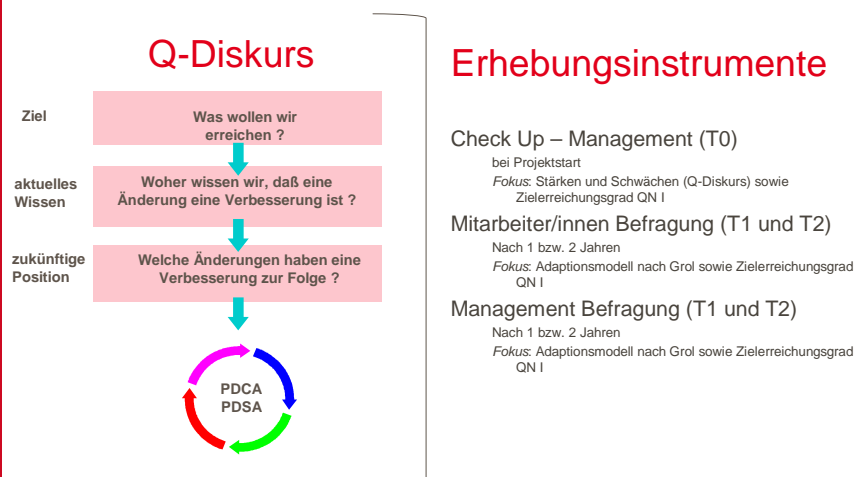 Q-Diskurs
Ziel
Was wollen wir
erreichen ?
aktuelles
Wissen
Woher wissen wir, daß eine
Änderung eine Verbesserung ist ?
zukünftige
Position
Welche Änderungen haben eine
Verbesserung zur Folge ?
PDCA
PDSA
Erhebungsinstrumente
Check Up – Management (T0)
bei Projektstart
Fokus: Stärken und Schwächen (Q-Diskurs) sowie
Zielerreichungsgrad QN I
Mitarbeiter/innen Befragung (T1 und T2)
Nach 1 bzw. 2 Jahren
Fokus: Adaptionsmodell nach Grol sowie Zielerreichungsgrad
QN I
Management Befragung (T1 und T2)
Nach 1 bzw. 2 Jahren
Fokus: Adaptionsmodell nach Grol sowie Zielerreichungsgrad
QN I